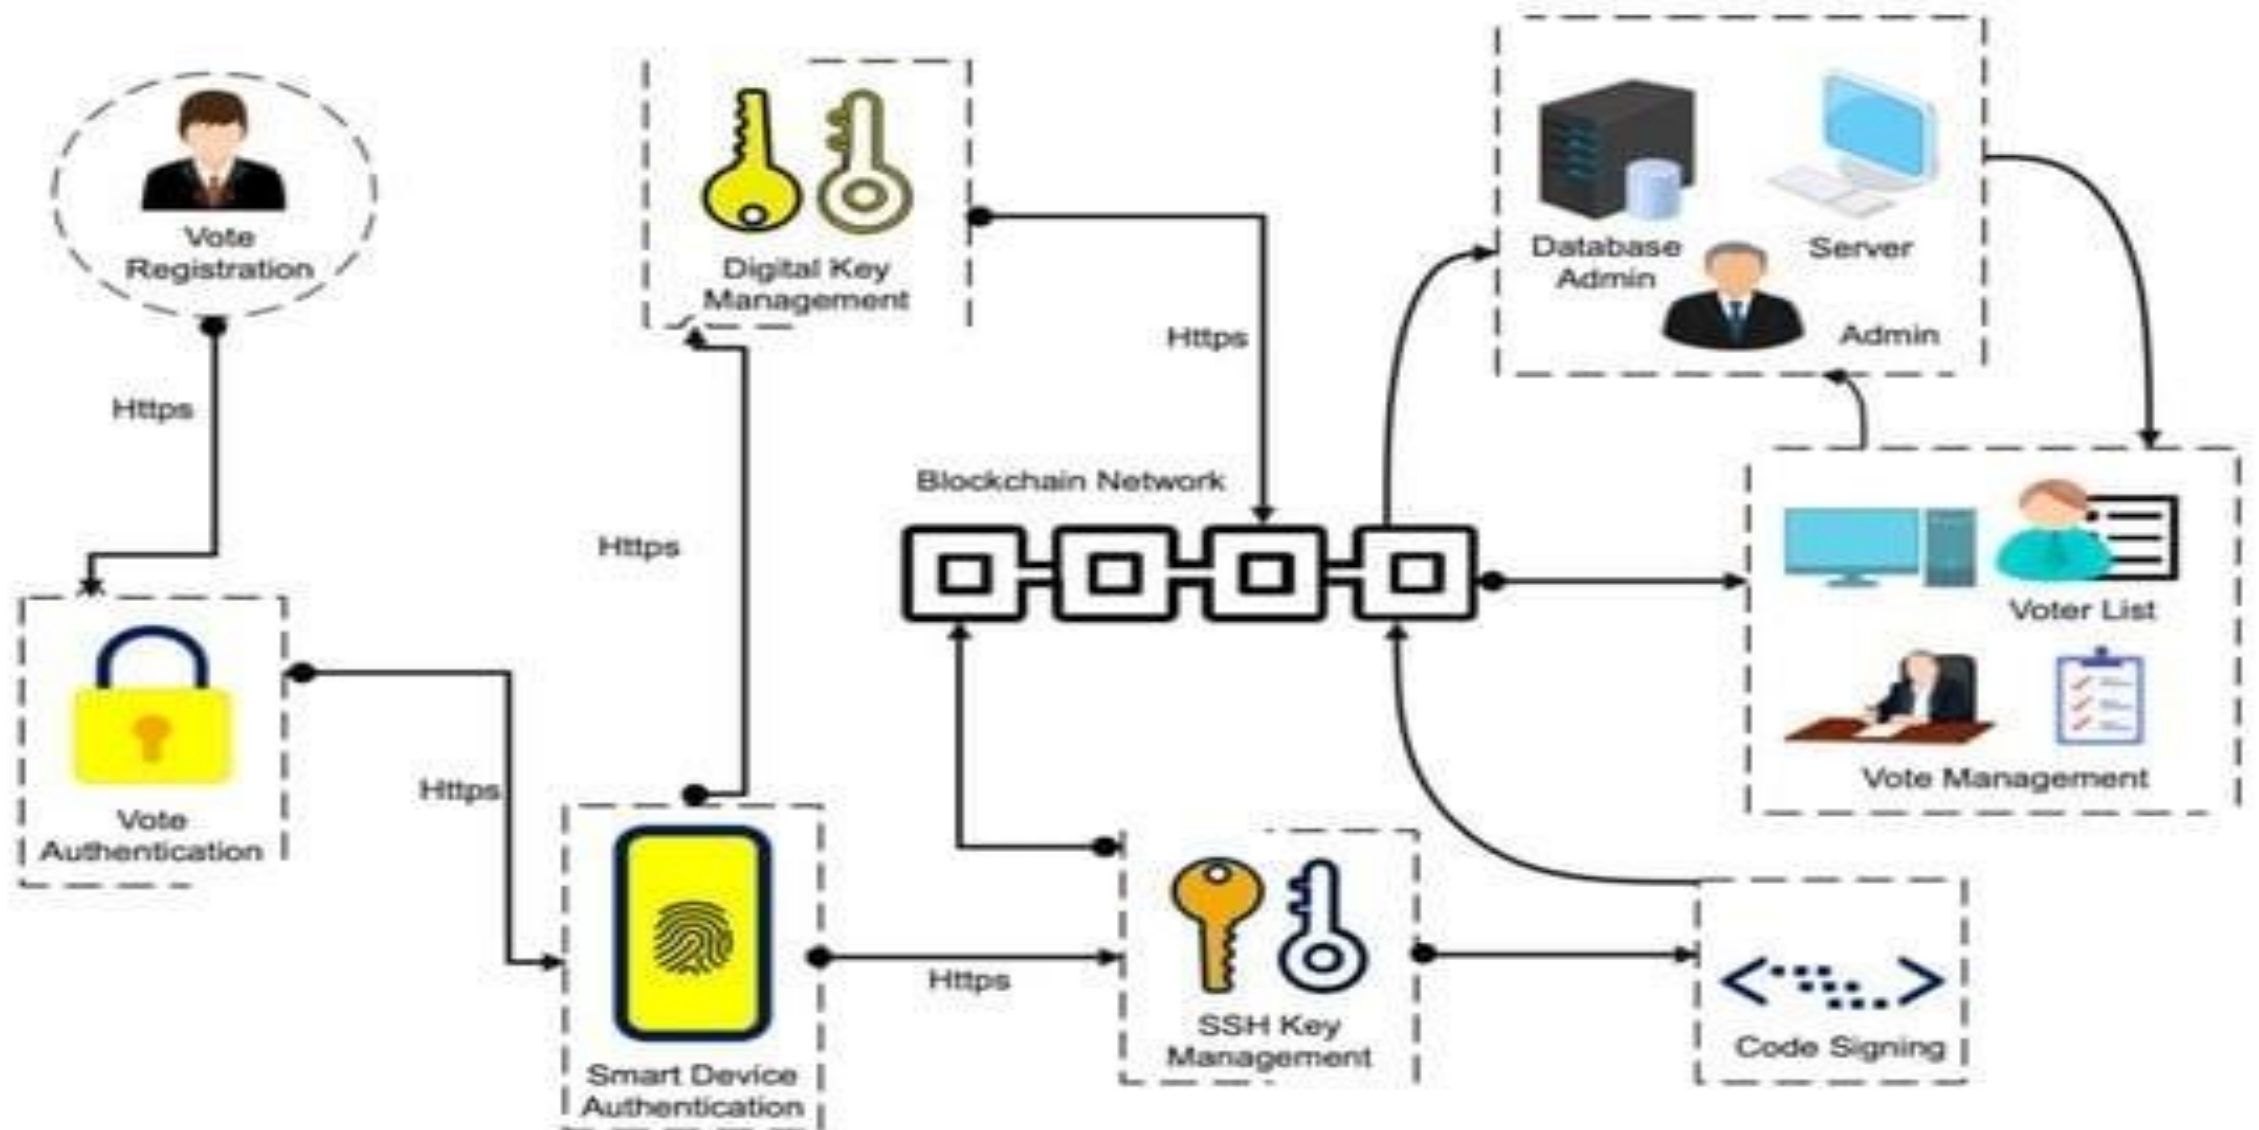 Vote
Registration
Https
Vote
Authentication
Https
Smart Device
Authentication
Https
Digital Key
Management
Https
Https
Blockchain Network
SSH Key
Management
Code Signing
Database
Admin
Server
Admin
Voter List
Vote Management